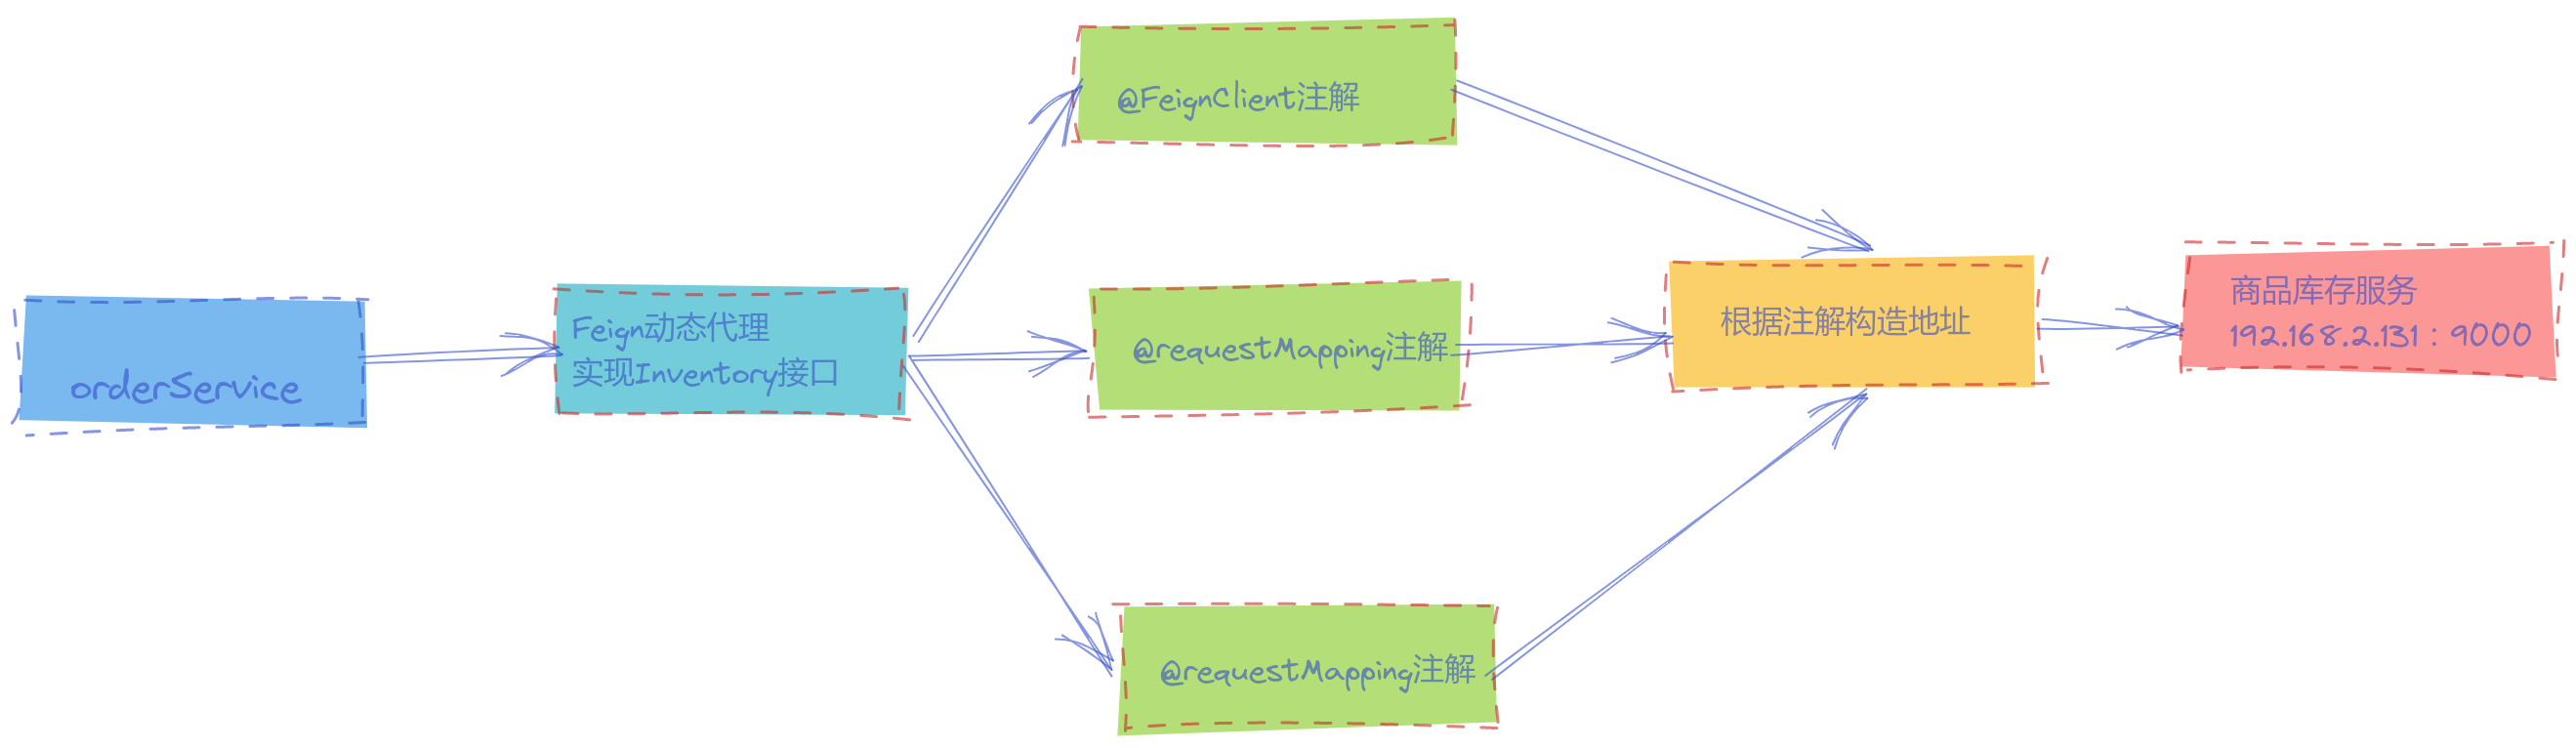 orderService
Feign动态代理
实现Inventory接口
@FeignClient注解
@requestMapping注解
@requestMapping注解
根据注解构造地址
商品库存服务
192.168.2.131：9000